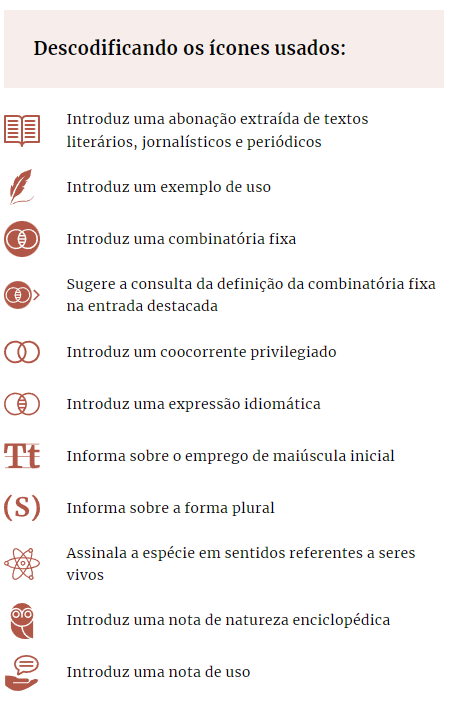 Descodificando os ícones usados:
Introduz uma abonação extraída de textos
literários, jornalísticos e periódicos
Introduz um exemplo de uso
Introduz uma combinatória fixa
Sugere a consulta da definição da combinatória fixa
na entrada destacada
Introduz um coocorrente privilegiado
Introduz uma expressão idiomática
Tt Informa sobre o emprego de maiúscula inicial
(S) Informa sobre a forma plural
Assinala a espécie em sentidos referentes a seres
vivos
Introduz uma nota de natureza enciclopédica
Introduz uma nota de uso